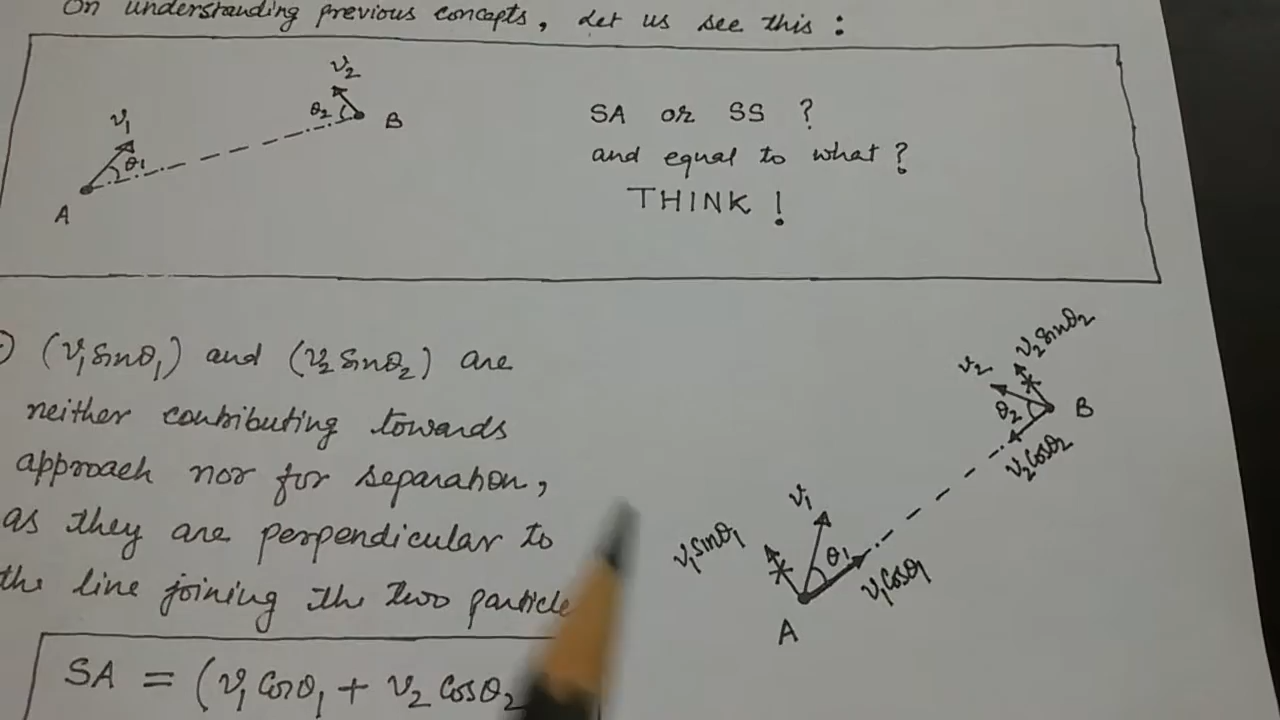 On understanding previous concepts, Let us see this :
v₂
θ₂
B
v₁
θ₁
A
SA or SS ?
and equal to what ?
THINK !
(v₁ Sinθ₁) and (v₂ Sinθ₂) are
neither contributing towards
approach nor for separation,
as they are perpendicular to
the line joining the two particle
SA = (v₁ Cosθ₁ + v₂ Cosθ₂
v₂ Sinθ₂
v₂
θ₂
B
v₂ Cosθ₂
v₁
v₁ Sinθ₁
θ₁
v₁ Cosθ₁
A